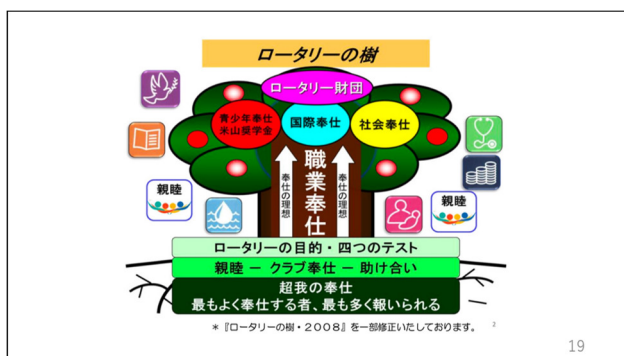 ロータリーの樹
ロータリー財団
青少年奉仕
米山奨学金
国際奉仕
社会奉仕
奉仕の理想
職業奉仕
奉仕の理想
親睦
親睦
ロータリーの目的・四つのテスト
親睦 － クラブ奉仕 － 助け合い
超我の奉仕
最もよく奉仕する者、最も多く報いられる
＊『ロータリーの樹・２００８』を一部修正いたしております。
2
19